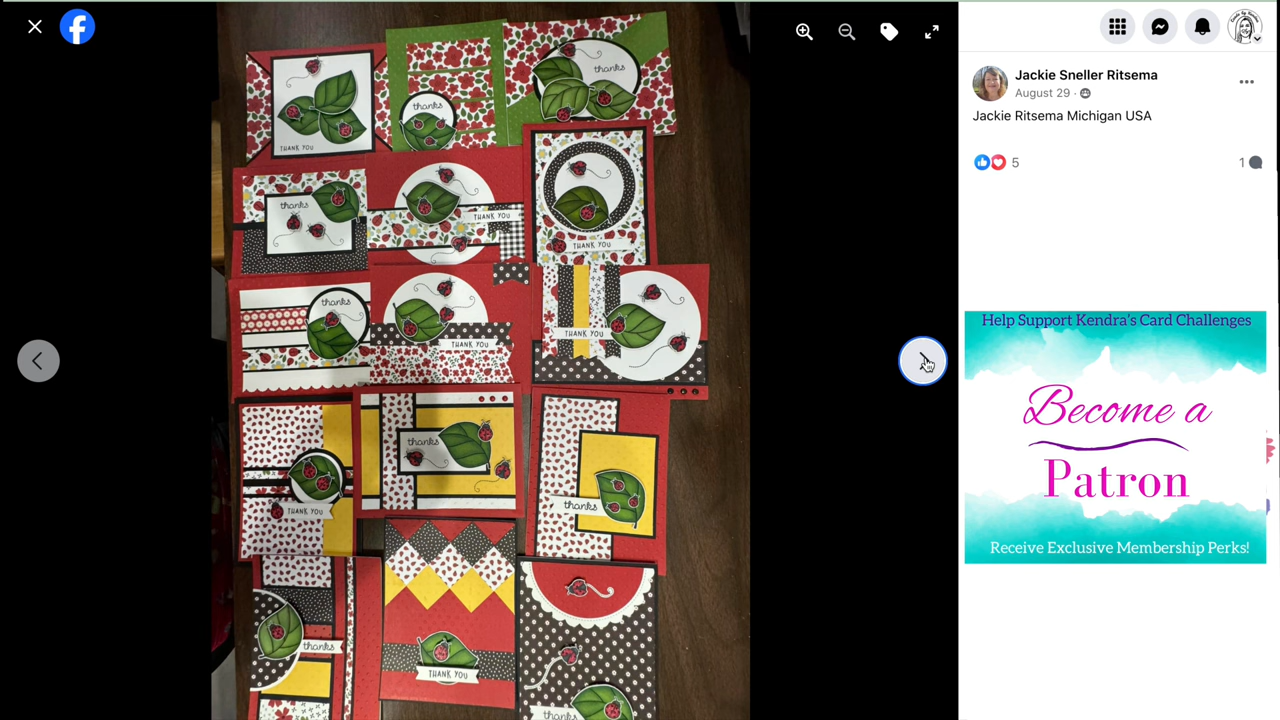 Jackie Sneller Ritsema
August 29
Jackie Ritsema Michigan USA
5
1
Help Support Kendra's Card Challenges
Become a
Patron
Receive Exclusive Membership Perks!
THANK YOU
thanks
thanks
thanks
THANK YOU
THANK YOU
thanks
THANK YOU
THANK YOU
THANK YOU
thanks
thanks
thanks
THANK YOU
thanks